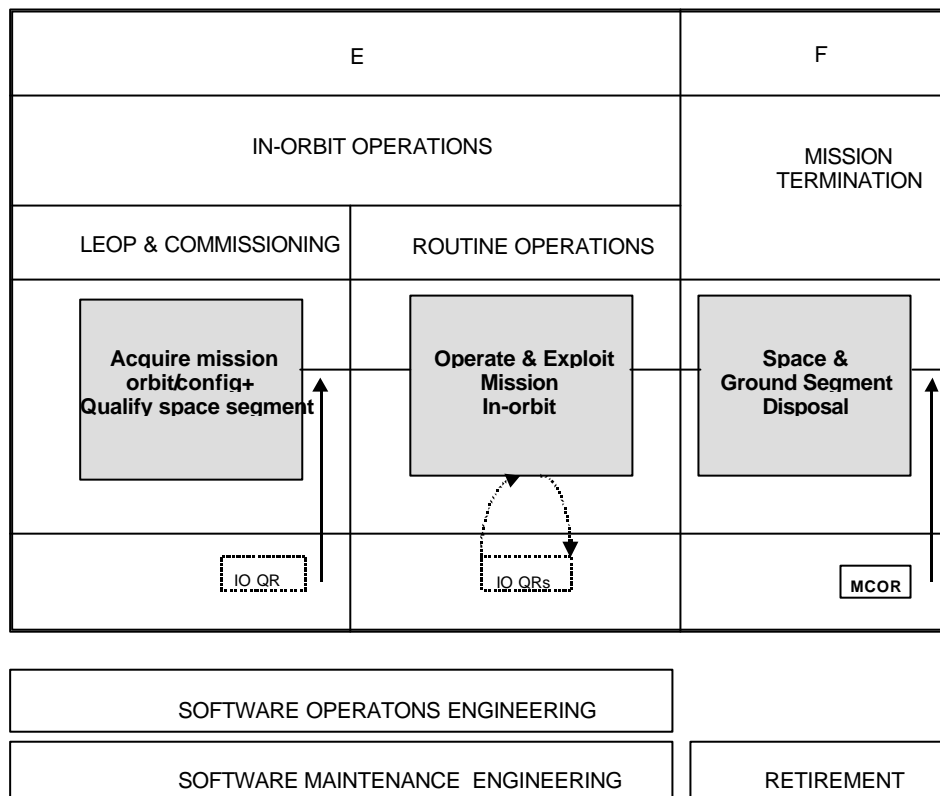 E
F
IN-ORBIT OPERATIONS
MISSION
TERMINATION
LEOP & COMMISSIONING
ROUTINE OPERATIONS
Acquire mission
orbit/config+
Qualify space segment
Operate & Exploit
Mission
In-orbit
Space &
Ground Segment
Disposal
IO QR
IO QRs
MCOR
SOFTWARE OPERATONS ENGINEERING
SOFTWARE MAINTENANCE ENGINEERING
RETIREMENT